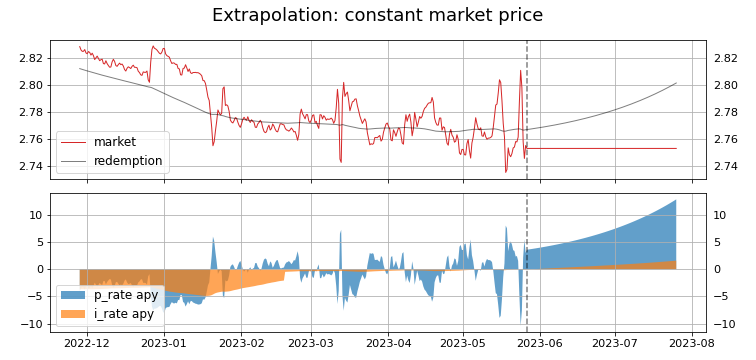 Extrapolation: constant market price
2.82 2.82
2.80 2.80
2.78 2.78
2.76 2.76
2.74 2.74
market
redemption
10 10
5 5
0 0
−5 −5
−10 −10
p_rate apy
i_rate apy
2022-12 2023-01 2023-02 2023-03 2023-04 2023-05 2023-06 2023-07 2023-08